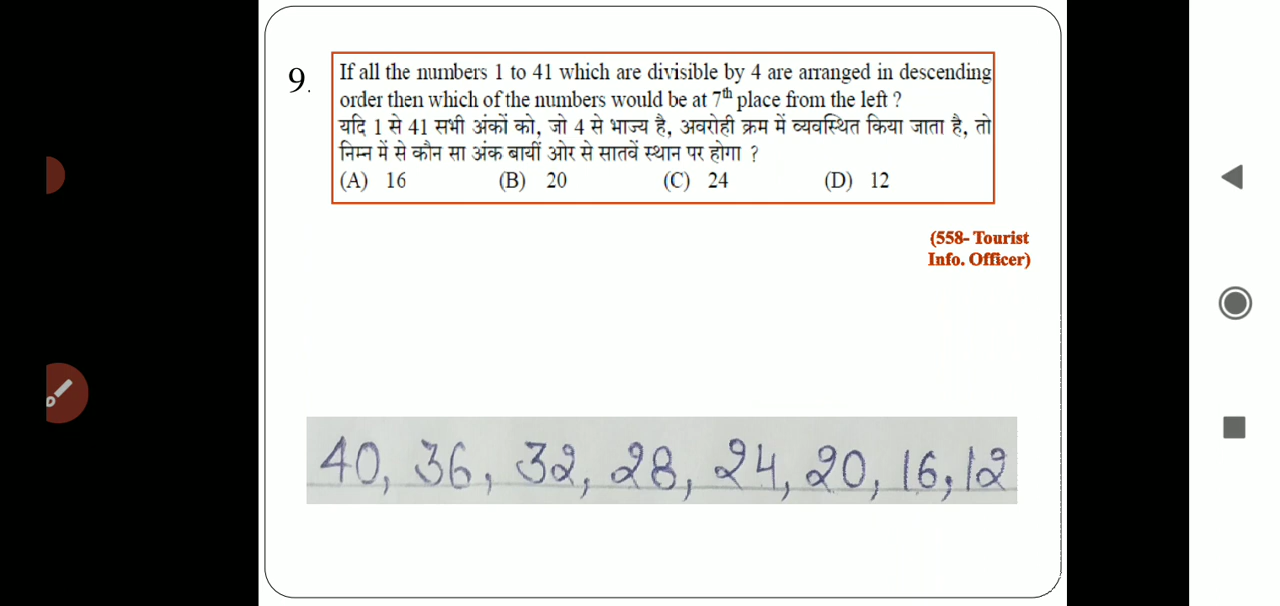 9.
If all the numbers 1 to 41 which are divisible by 4 are arranged in descending
order then which of the numbers would be at 7th place from the left ?
यदि 1 से 41 सभी अंकों को, जो 4 से भाज्य है, अवरोही क्रम में व्यवस्थित किया जाता है, तो
निम्न में से कौन सा अंक बायीं ओर से सातवें स्थान पर होगा ?
(A) 16 (B) 20 (C) 24 (D) 12
(558- Tourist
Info. Officer)
40, 36, 32, 28, 24, 20, 16, 12